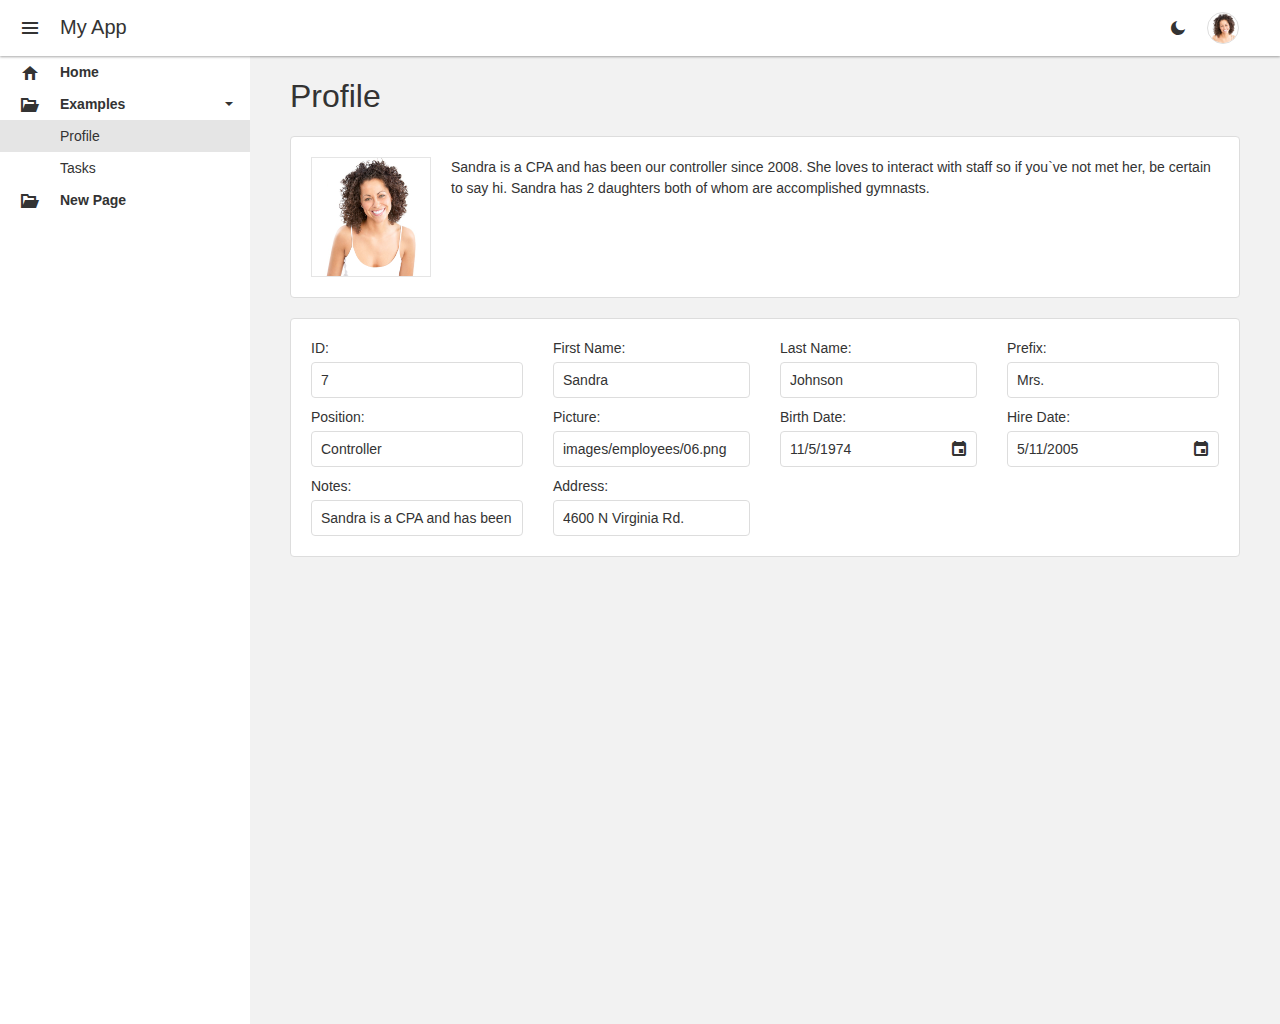 My App
Home
Examples
Profile
Tasks
New Page
Profile
Sandra is a CPA and has been our controller since 2008. She loves to interact with staff so if you`ve not met her, be certain
to say hi. Sandra has 2 daughters both of whom are accomplished gymnasts.
ID: First Name: Last Name: Prefix:
7 Sandra Johnson Mrs.
Position: Picture: Birth Date: Hire Date:
Controller images/employees/06.png 11/5/1974 5/11/2005
Notes: Address:
Sandra is a CPA and has been 4600 N Virginia Rd.